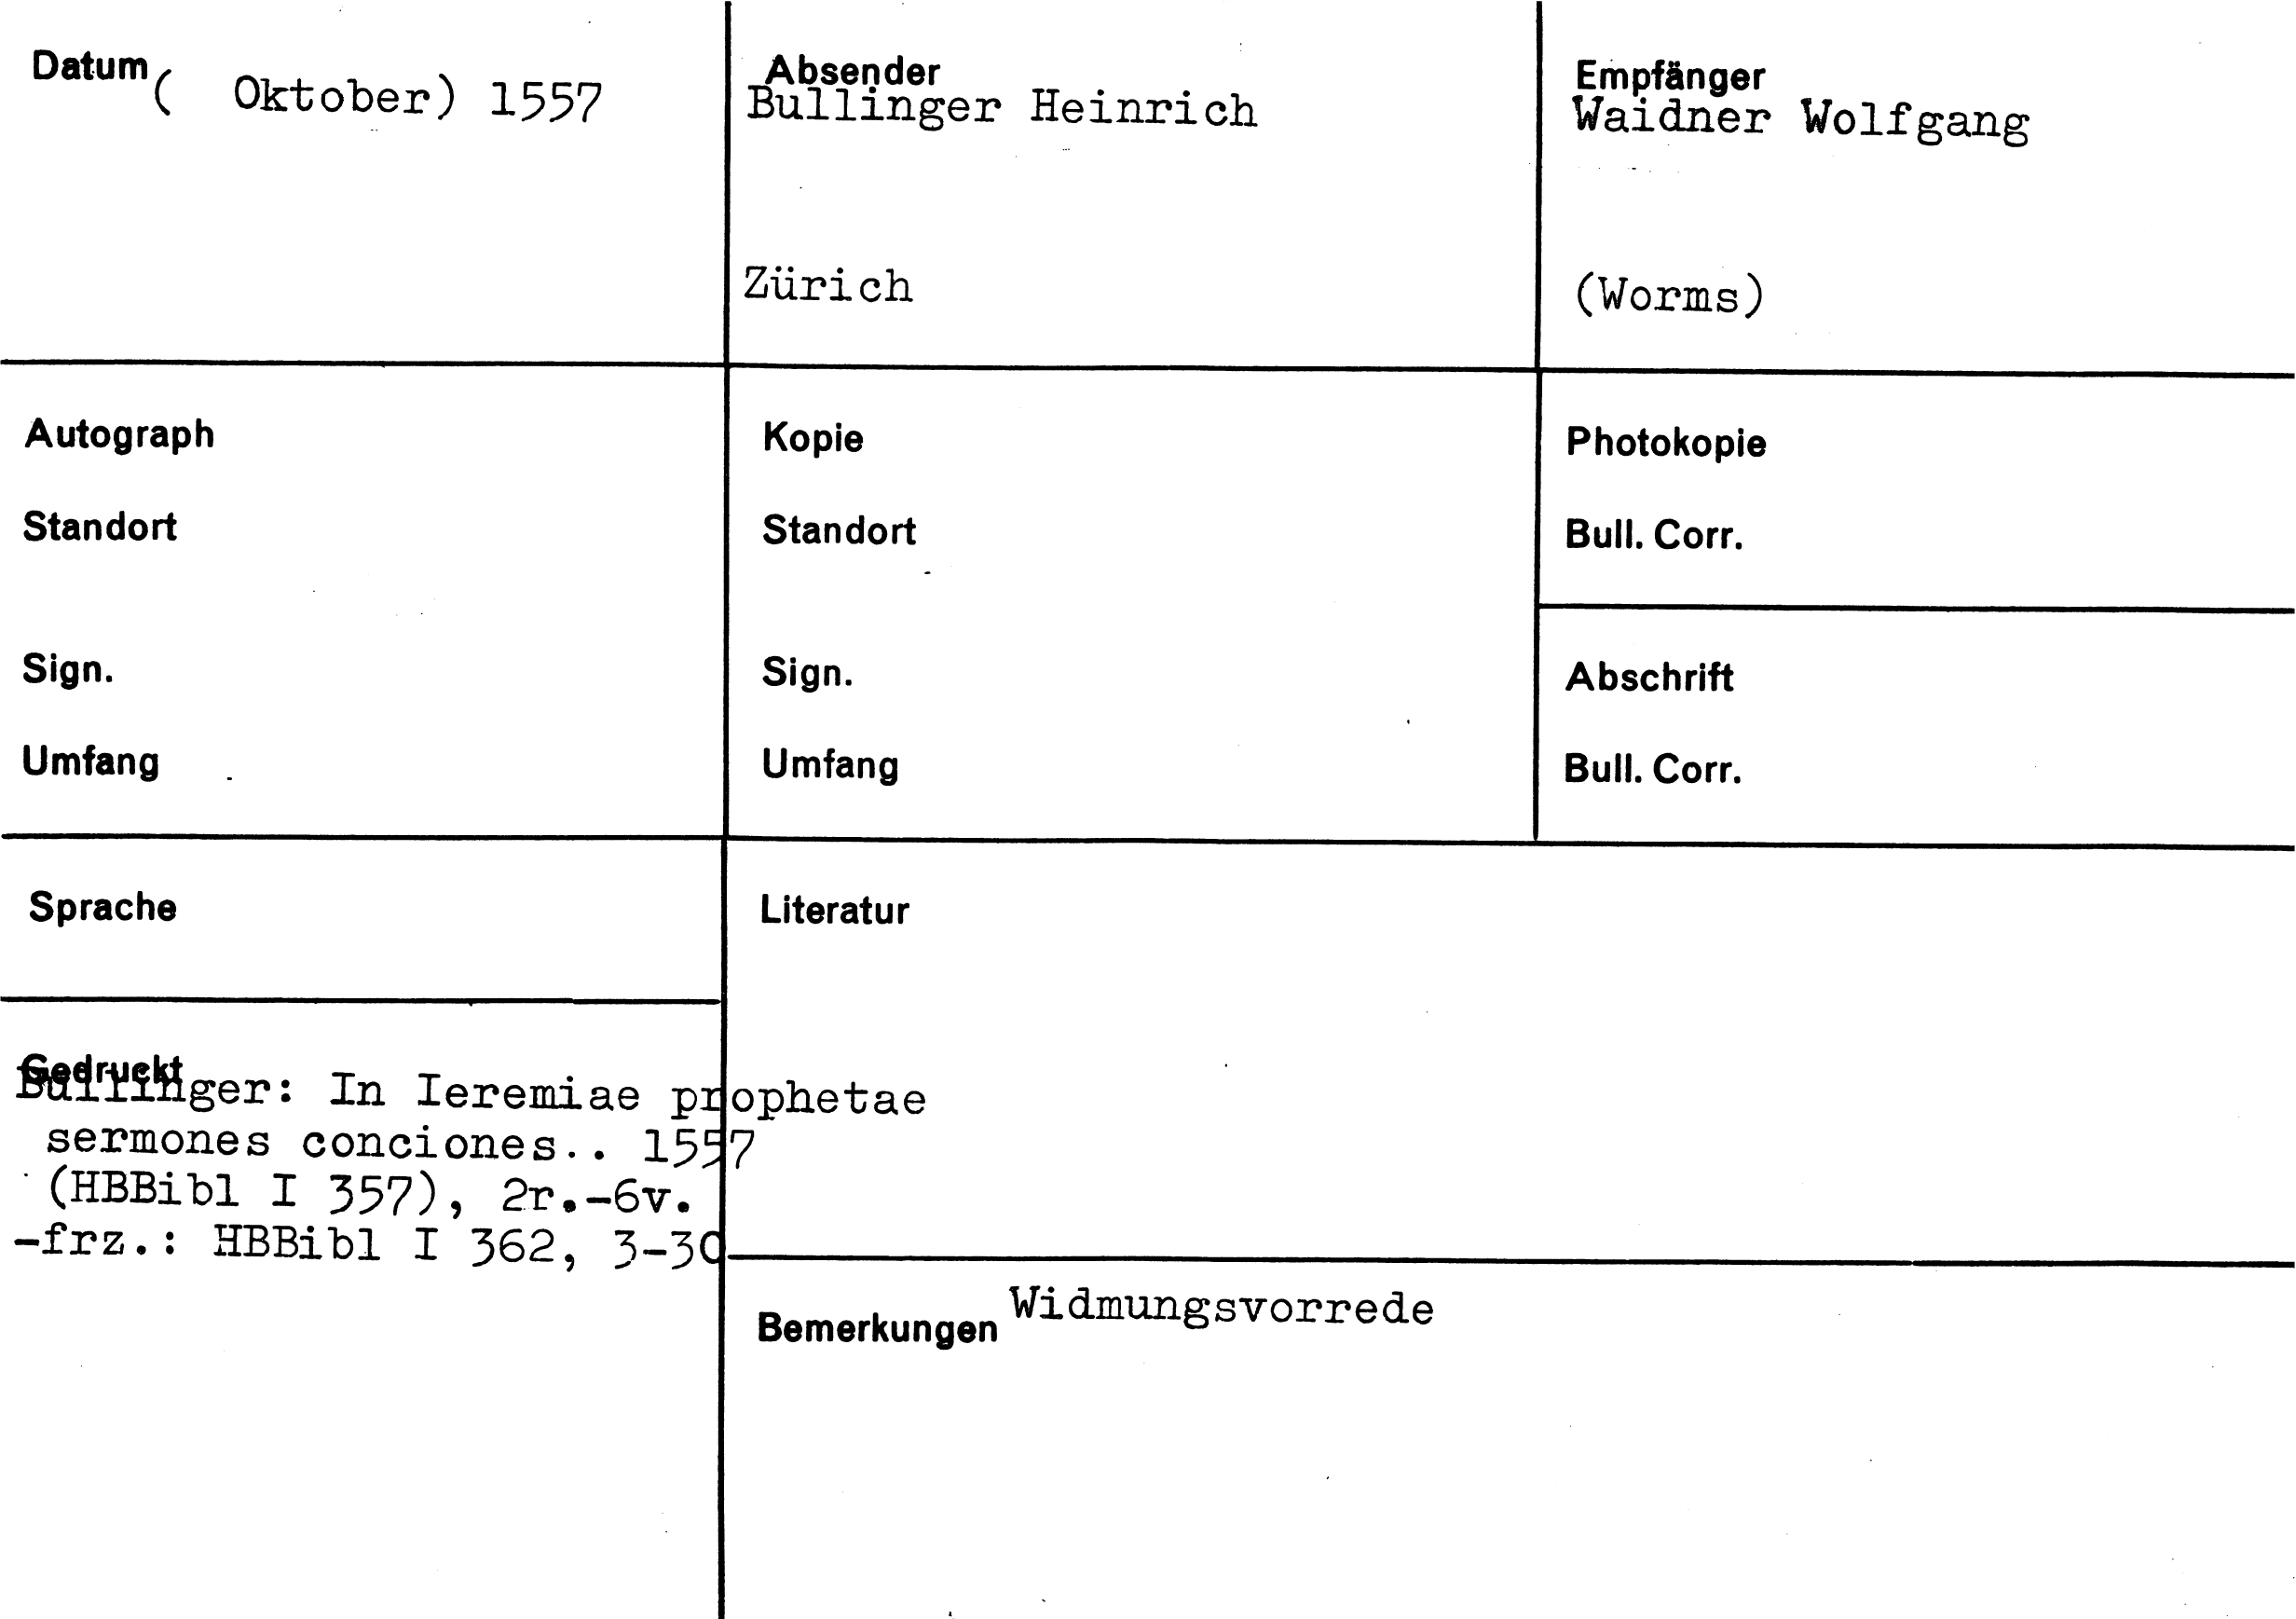 Datum ( Oktober) 1557
Absender
Bullinger Heinrich
Zürich
Empfänger
Waidner Wolfgang
(Worms)
Autograph
Standort
Sign.
Umfang
Kopie
Standort
Sign.
Umfang
Photokopie
Bull. Corr.
Abschrift
Bull. Corr.
Sprache
Literatur
Gedruckt
Bullinger: In Ieremiae prophetae
sermones conciones.. 1557
(HBBibl I 357), 2r.-6v.
-frz.: HBBibl I 362, 3-30
Bemerkungen Widmungsvorrede